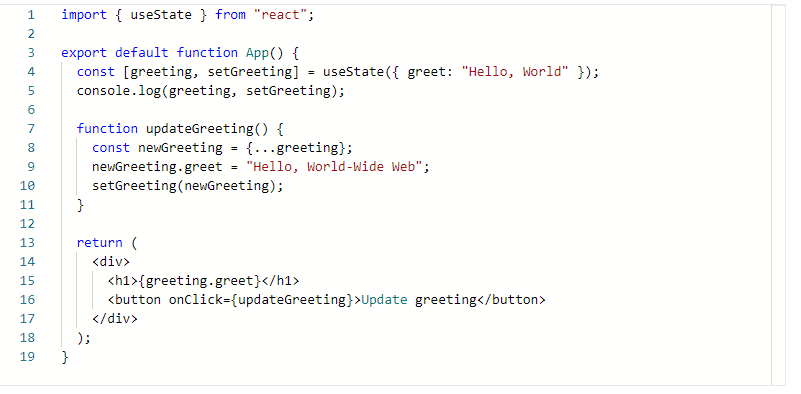 1 import { useState } from "react";
2
3 export default function App() {
4 const [greeting, setGreeting] = useState({ greet: "Hello, World" });
5 console.log(greeting, setGreeting);
6
7 function updateGreeting() {
8 const newGreeting = {...greeting};
9 newGreeting.greet = "Hello, World-Wide Web";
10 setGreeting(newGreeting);
11 }
12
13 return (
14 <div>
15 <h1>{greeting.greet}</h1>
16 <button onClick={updateGreeting}>Update greeting</button>
17 </div>
18 );
19 }